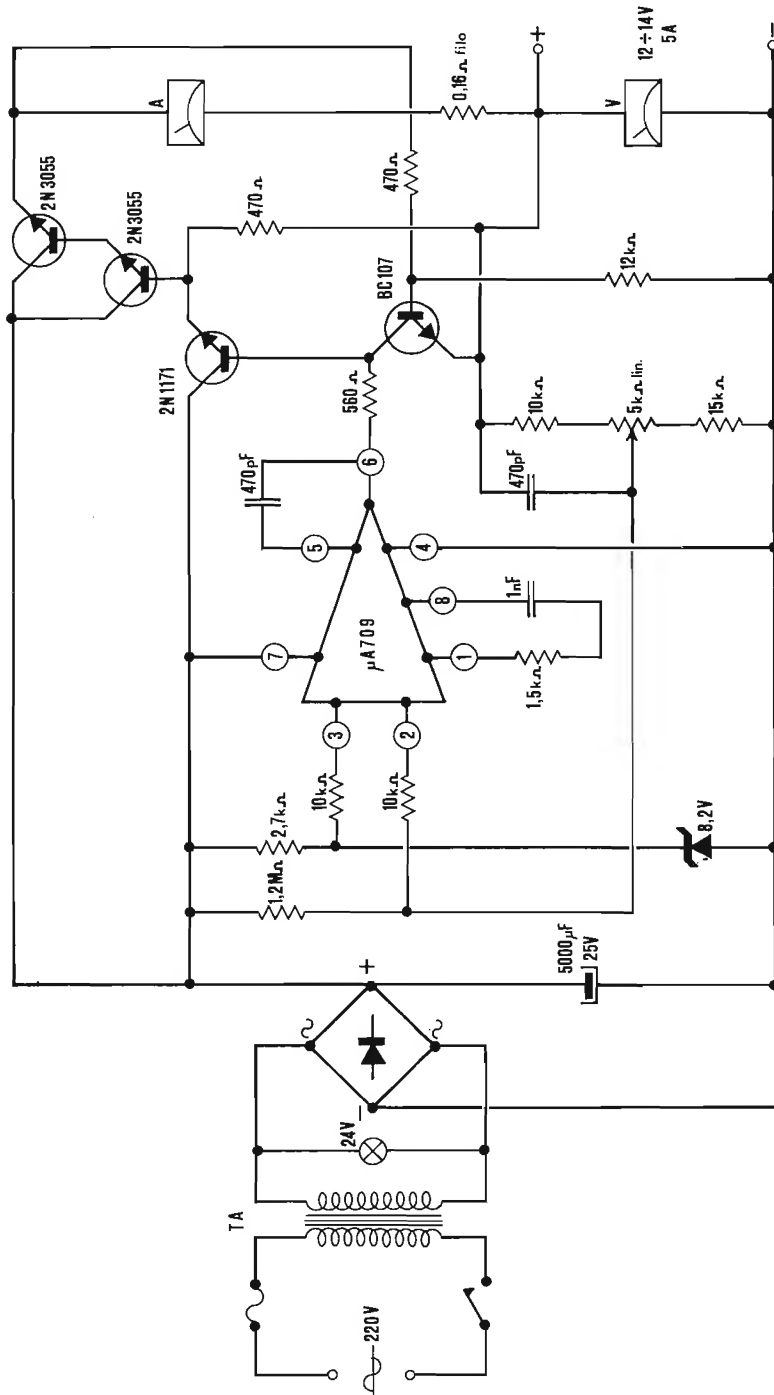 220V
TA
24V
+
−
5000µF
25V
1,2MΩ
2,7kΩ
10kΩ
10kΩ
3
2
7
µA709
1
8
1,5kΩ
1nF
5
4
6
470pF
560Ω
8,2V
2N1171
2N3055
2N3055
BC107
470Ω
470Ω
470pF
10kΩ
5kΩ lin.
15kΩ
12kΩ
A
0,16Ω filo
+
V
12÷14V
5A
−